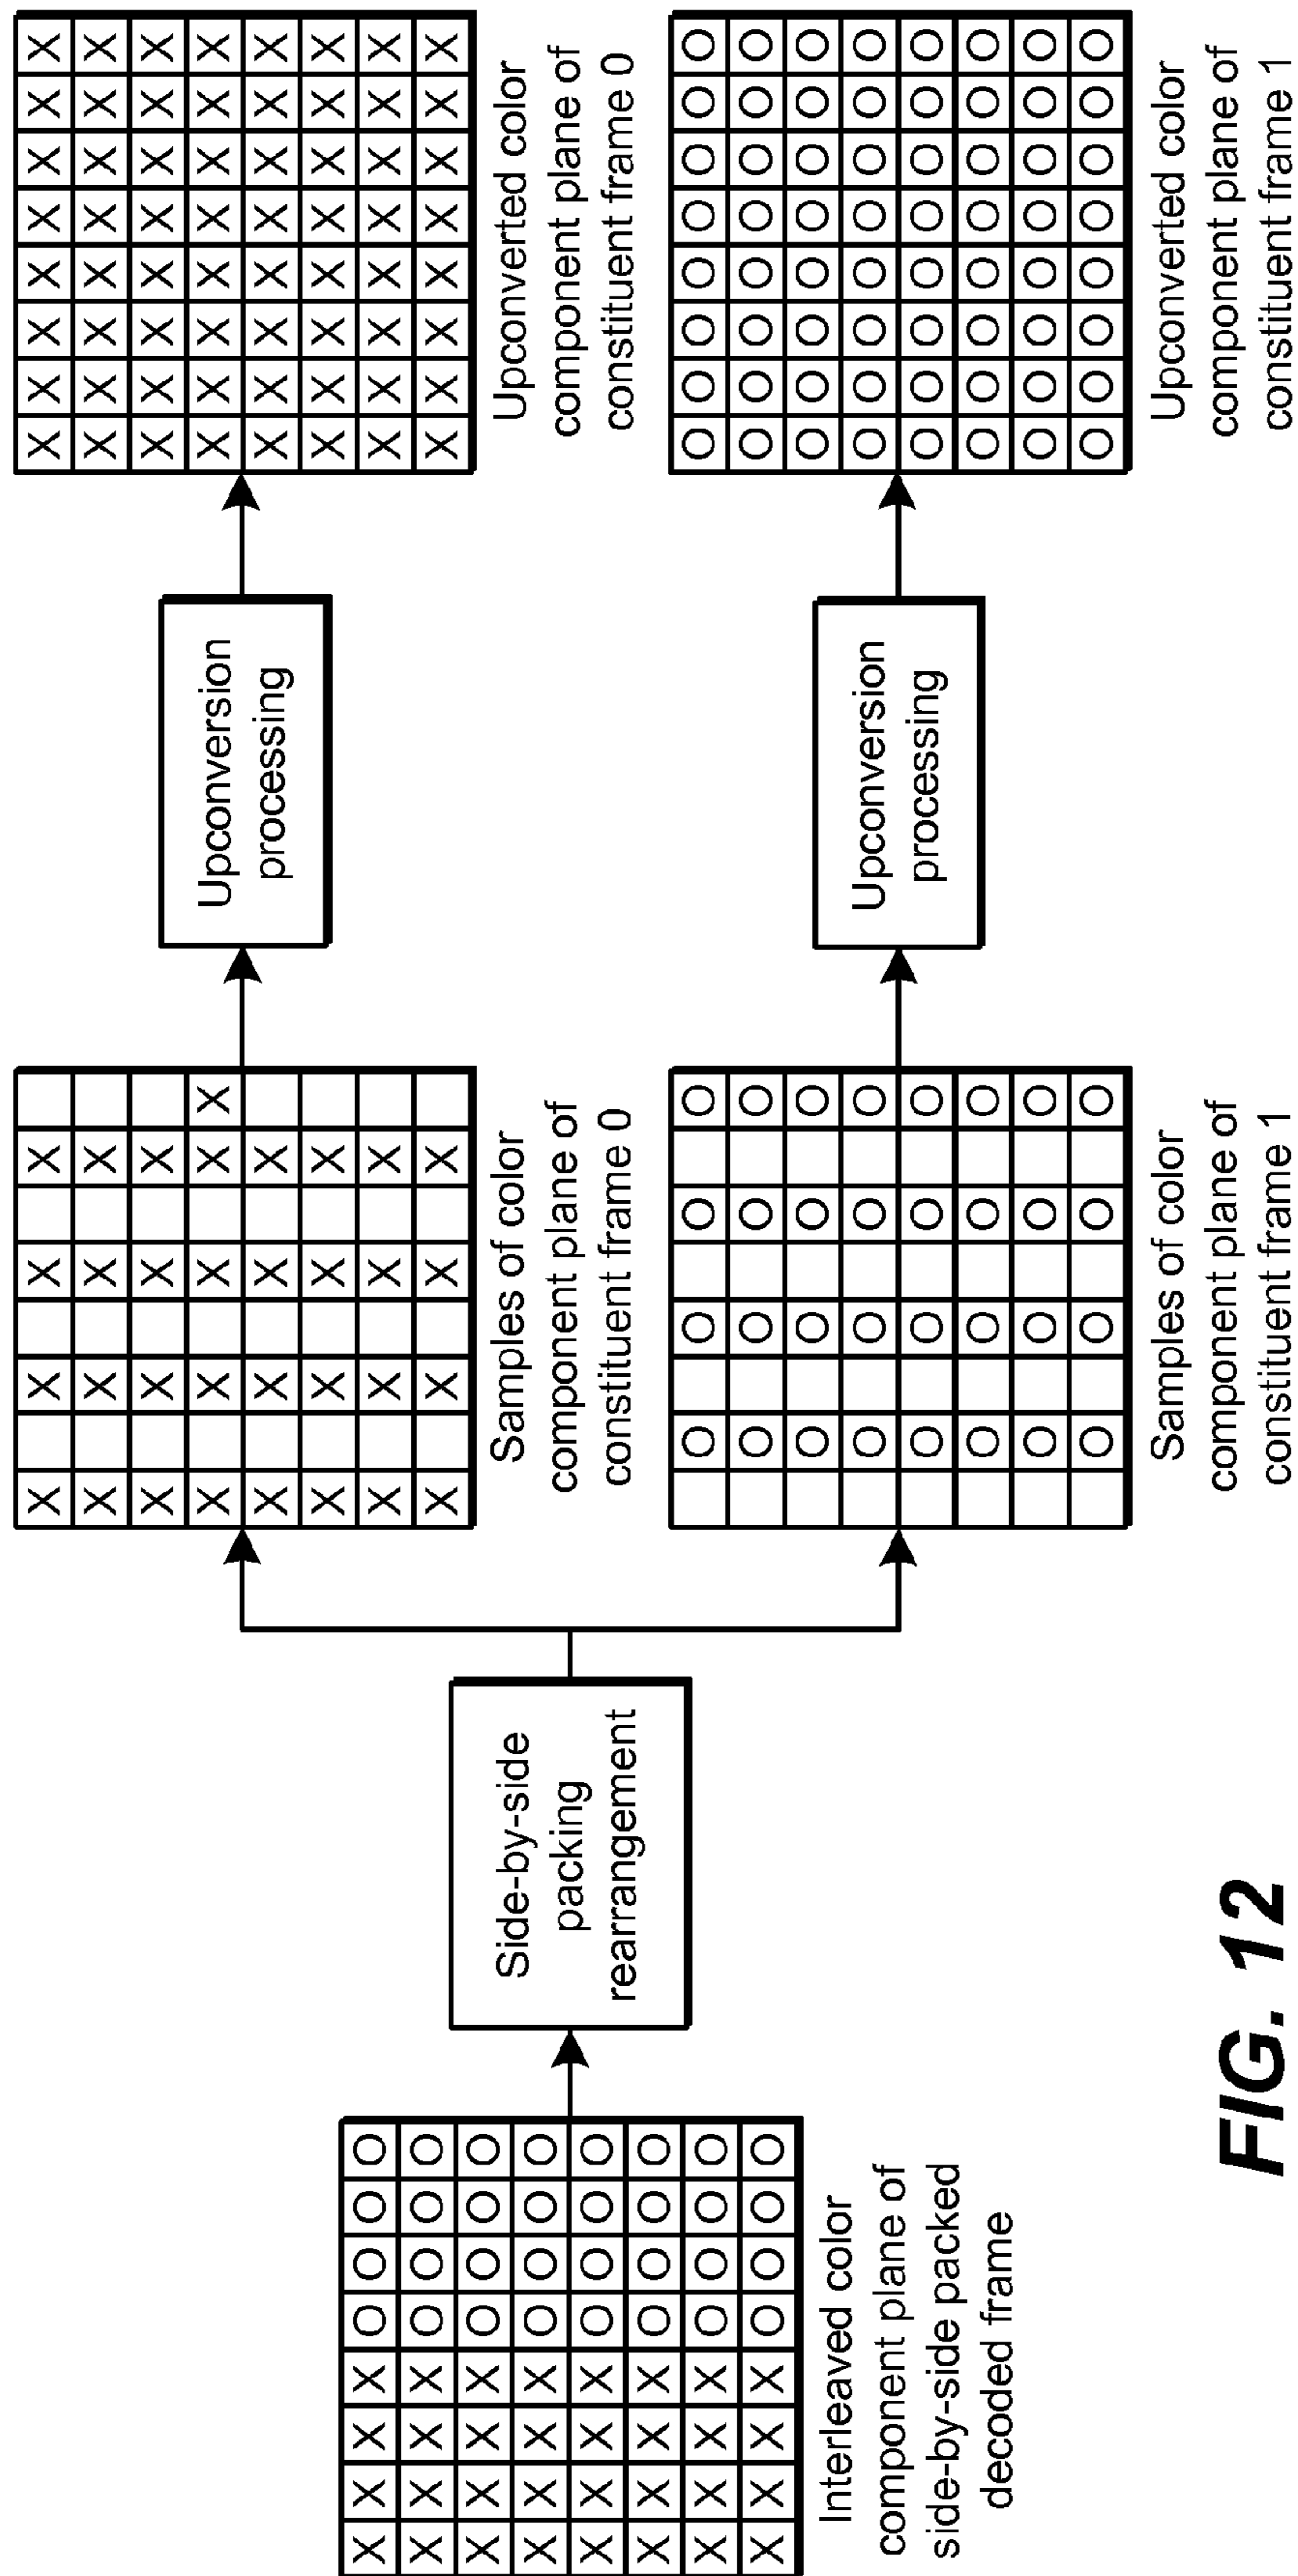 Interleaved color
component plane of
side-by-side packed
decoded frame
Side-by-side
packing
rearrangement
Samples of color
component plane of
constituent frame 0
Upconversion
processing
Upconverted color
component plane of
constituent frame 0
Samples of color
component plane of
constituent frame 1
Upconversion
processing
Upconverted color
component plane of
constituent frame 1
FIG. 12